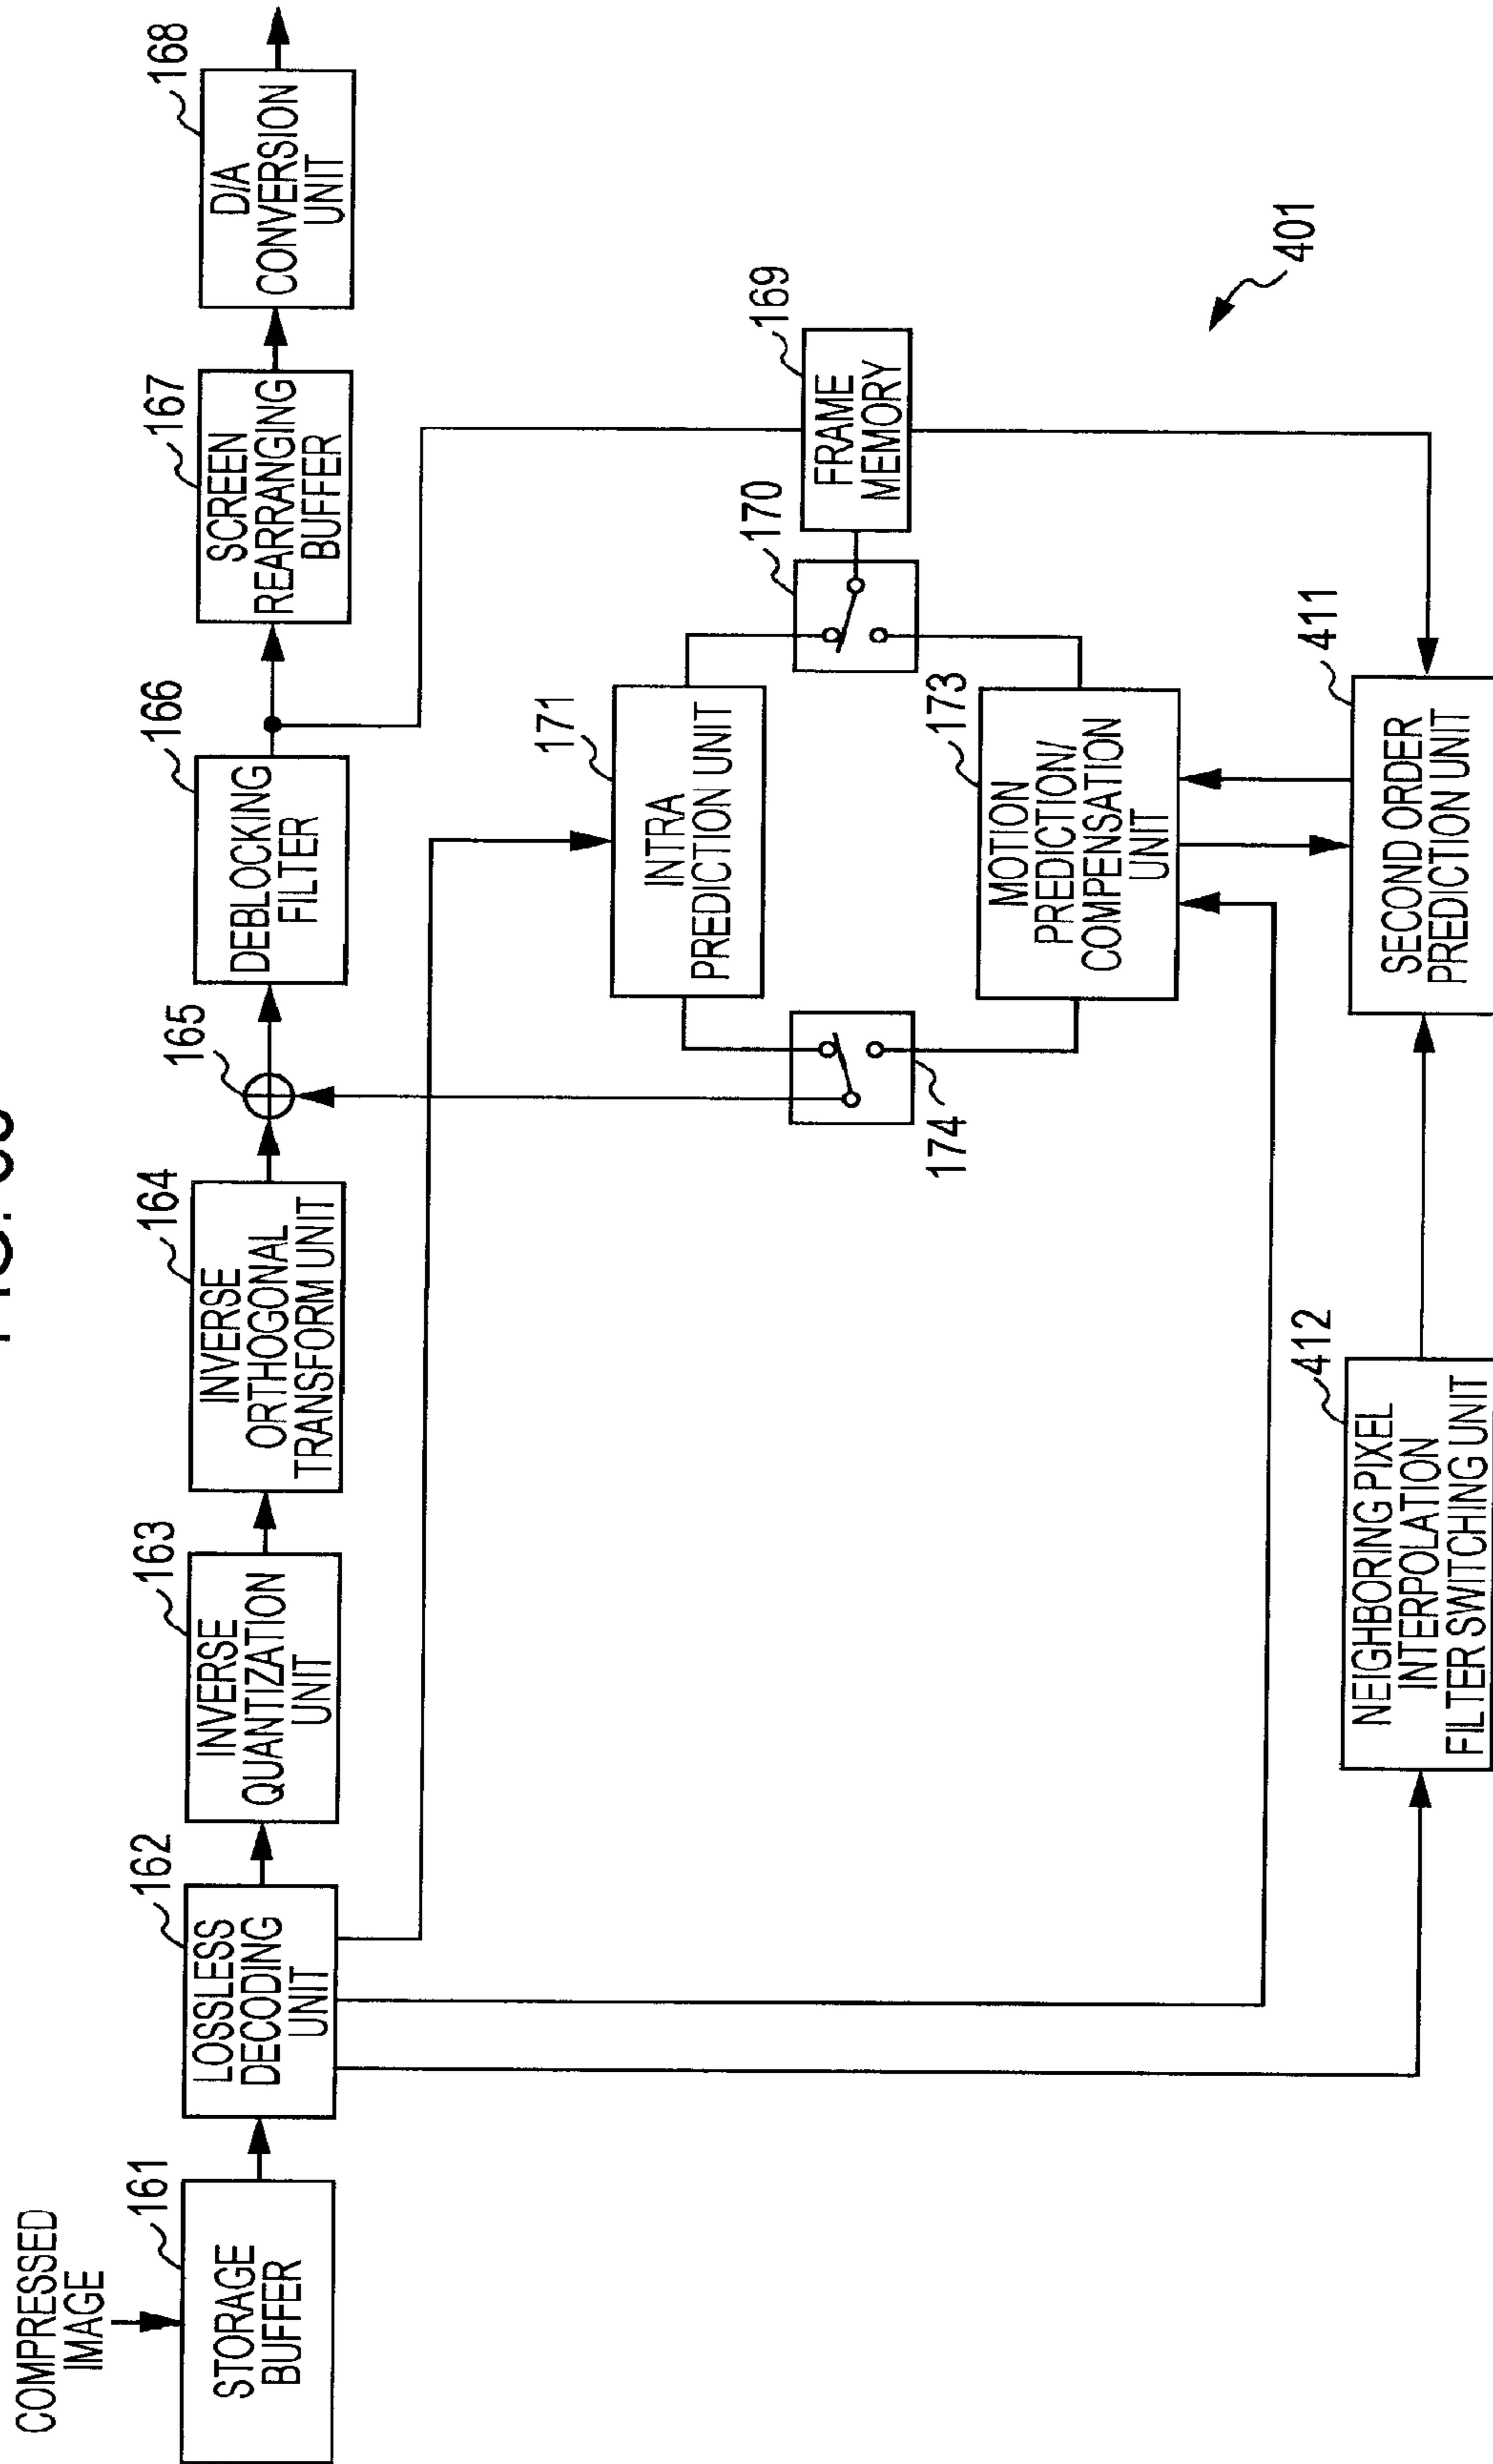 COMPRESSED
IMAGE
161
STORAGE
BUFFER
162
LOSSLESS
DECODING
UNIT
163
INVERSE
QUANTIZATION
UNIT
164
INVERSE
ORTHOGONAL
TRANSFORM UNIT
165
166
DEBLOCKING
FILTER
167
SCREEN
REARRANGING
BUFFER
168
D/A
CONVERSION
UNIT
171
INTRA
PREDICTION UNIT
170
169
FRAME
MEMORY
174
173
MOTION
PREDICTION/
COMPENSATION
UNIT
401
412
NEIGHBORING PIXEL
INTERPOLATION
FILTER SWITCHING UNIT
411
SECOND ORDER
PREDICTION UNIT